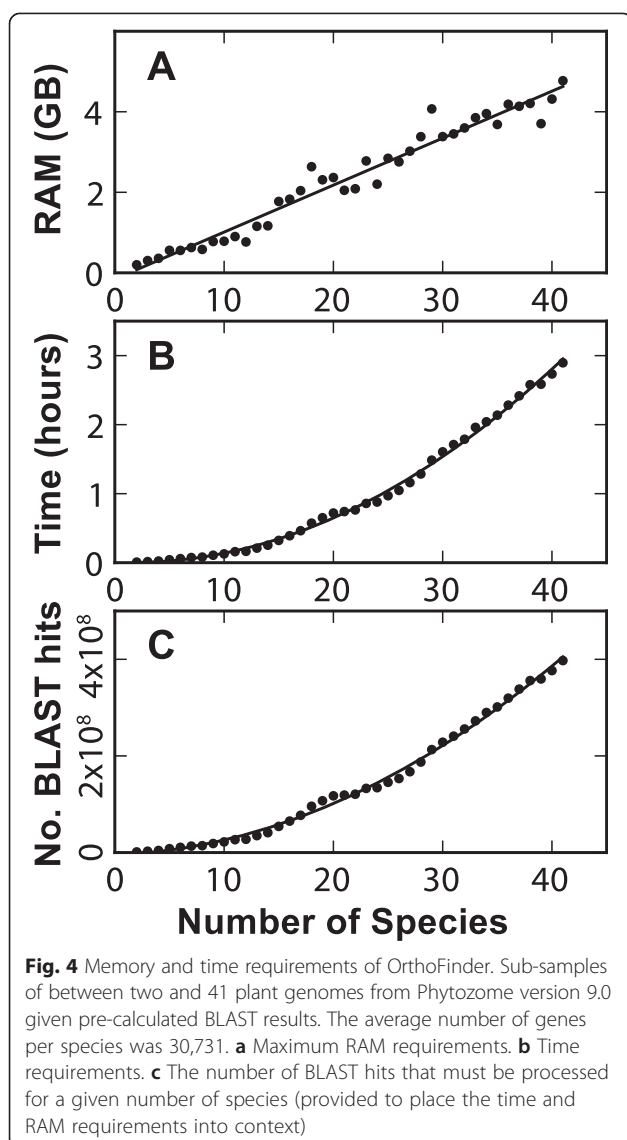 A
RAM (GB)
4
2
0
0 10 20 30 40
B
Time (hours)
3
2
1
0
0 10 20 30 40
C
No. BLAST hits
4x10⁸
2x10⁸
0
0 10 20 30 40
Number of Species
Fig. 4 Memory and time requirements of OrthoFinder. Sub-samples
of between two and 41 plant genomes from Phytozome version 9.0
given pre-calculated BLAST results. The average number of genes
per species was 30,731. a Maximum RAM requirements. b Time
requirements. c The number of BLAST hits that must be processed
for a given number of species (provided to place the time and
RAM requirements into context)